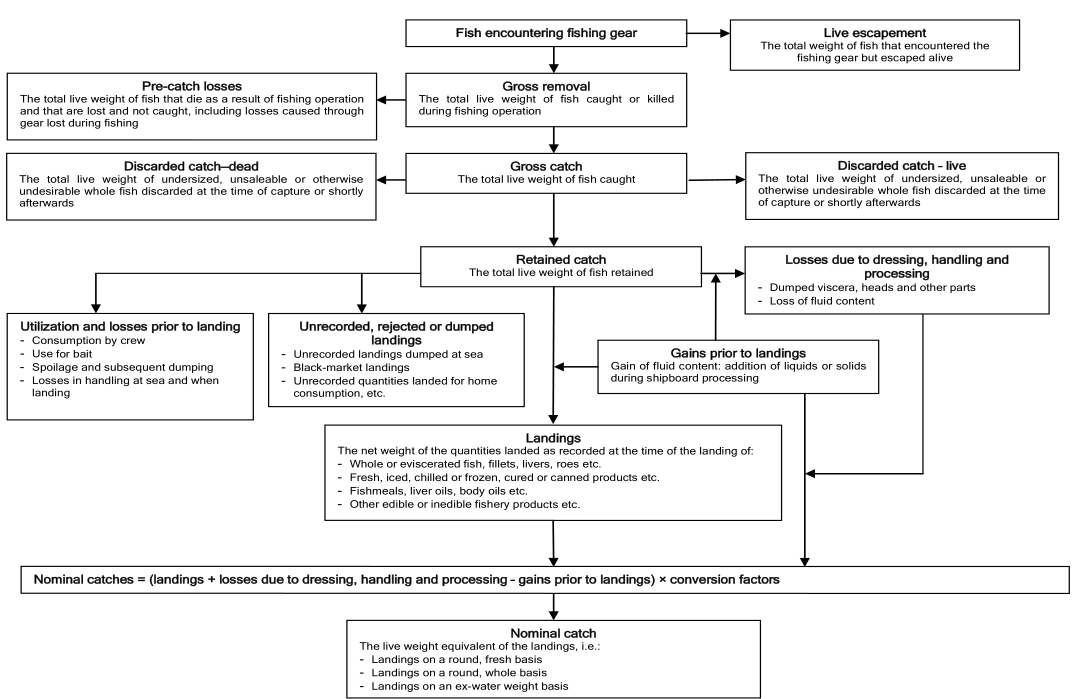 Fish encountering fishing gear
Live escapement
The total weight of fish that encountered the
fishing gear but escaped alive
Pre-catch losses
The total live weight of fish that die as a result of fishing operation
and that are lost and not caught, including losses caused through
gear lost during fishing
Gross removal
The total live weight of fish caught or killed
during fishing operation
Discarded catch–dead
The total live weight of undersized, unsaleable or otherwise
undesirable whole fish discarded at the time of capture or shortly
afterwards
Gross catch
The total live weight of fish caught
Discarded catch - live
The total live weight of undersized, unsaleable or
otherwise undesirable whole fish discarded at the time
of capture or shortly afterwards
Retained catch
The total live weight of fish retained
Losses due to dressing, handling and
processing
- Dumped viscera, heads and other parts
- Loss of fluid content
Utilization and losses prior to landing
- Consumption by crew
- Use for bait
- Spoilage and subsequent dumping
- Losses in handling at sea and when
landing
Unrecorded, rejected or dumped
landings
- Unrecorded landings dumped at sea
- Black-market landings
- Unrecorded quantities landed for home
consumption, etc.
Gains prior to landings
Gain of fluid content: addition of liquids or solids
during shipboard processing
Landings
The net weight of the quantities landed as recorded at the time of the landing of:
- Whole or eviscerated fish, fillets, livers, roes etc.
- Fresh, iced, chilled or frozen, cured or canned products etc.
- Fishmeals, liver oils, body oils etc.
- Other edible or inedible fishery products etc.
Nominal catches = (landings + losses due to dressing, handling and processing - gains prior to landings) × conversion factors
Nominal catch
The live weight equivalent of the landings, i.e.:
- Landings on a round, fresh basis
- Landings on a round, whole basis
- Landings on an ex-water weight basis